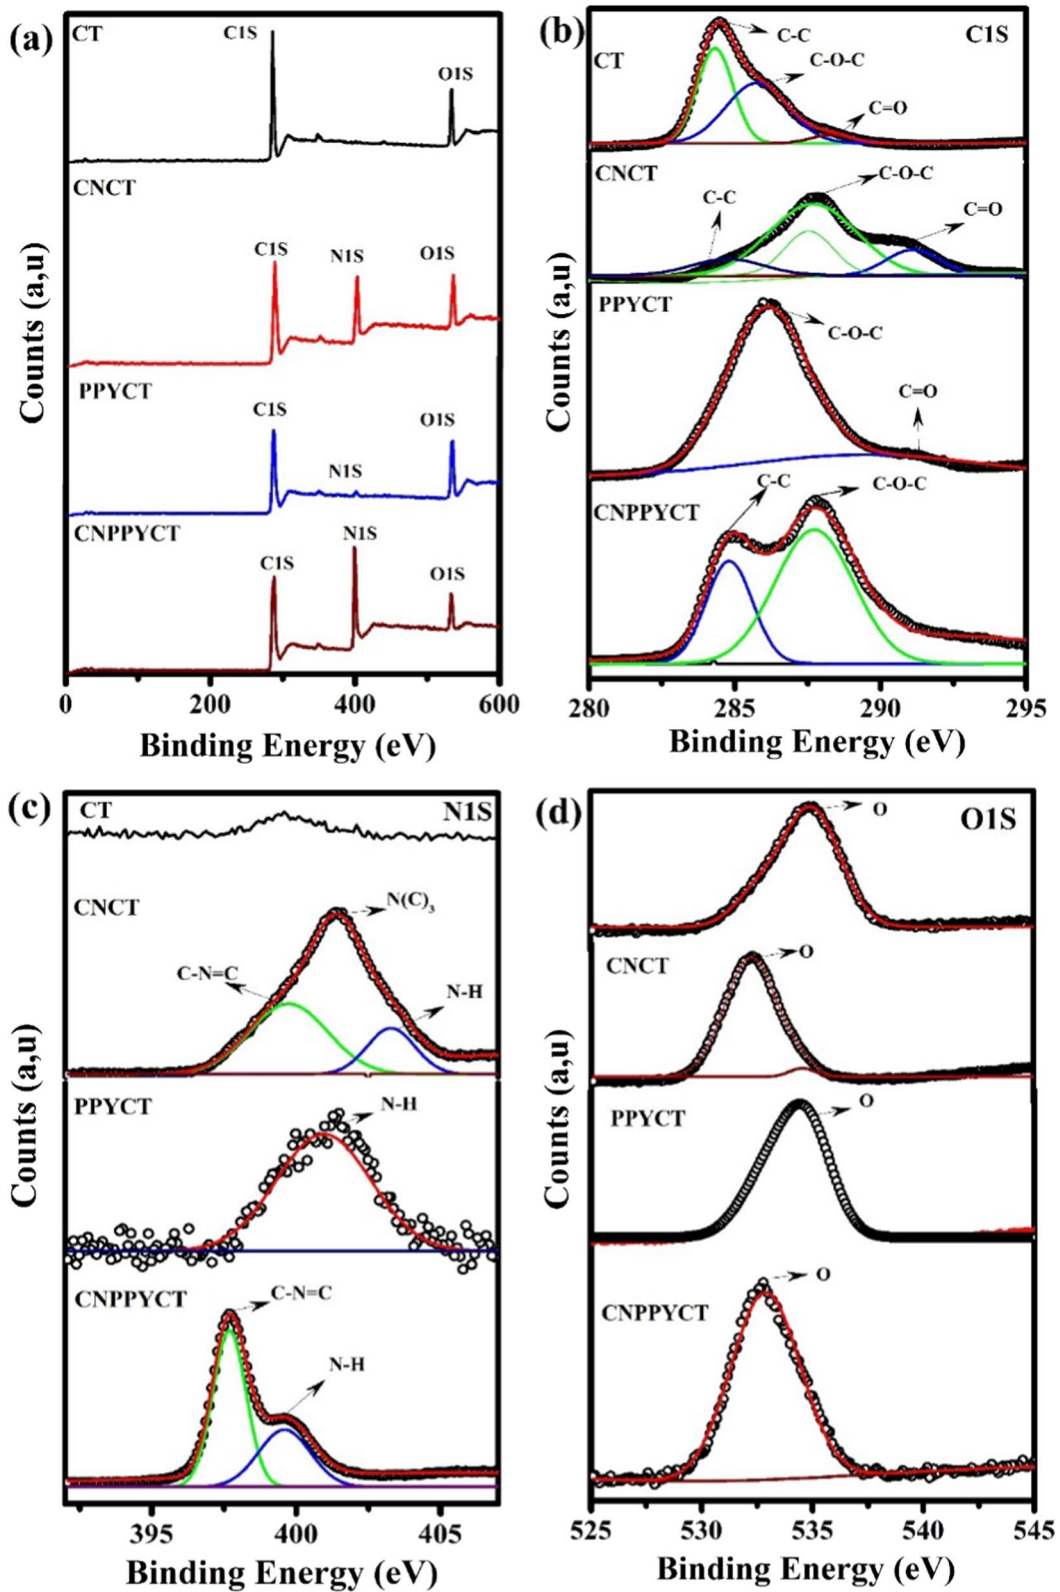 (a)
CT
C1S
O1S
CNCT
C1S
N1S
O1S
PPYCT
C1S
N1S
O1S
CNPPYCT
C1S
N1S
O1S
Counts (a,u)
0 200 400 600
Binding Energy (eV)
(b)
C1S
CT
C-C
C-O-C
C=O
CNCT
C-C
C-O-C
C=O
PPYCT
C-O-C
C=O
CNPPYCT
C-C
C-O-C
Counts (a,u)
280 285 290 295
Binding Energy (eV)
(c)
CT
N1S
CNCT
N(C)₃
C-N=C
N-H
PPYCT
N-H
CNPPYCT
C-N=C
N-H
Counts (a,u)
395 400 405
Binding Energy (eV)
(d)
O
O1S
CNCT
O
PPYCT
O
CNPPYCT
O
Counts (a,u)
525 530 535 540 545
Binding Energy (eV)